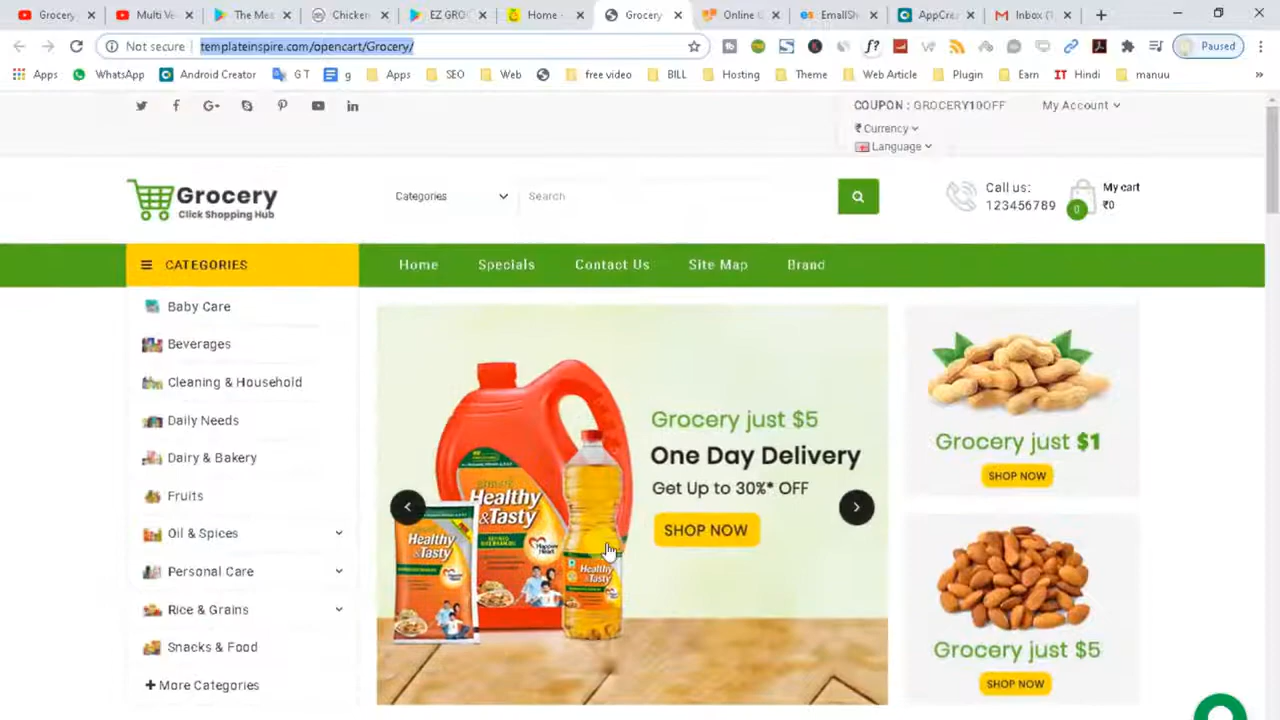 Grocery
Multi Ve
The Mes
Chicken
EZ GRO
Home -
Grocery
Online G
EmallSh
AppCrea
Inbox (1
Not secure
templateinspire.com/opencart/Grocery/
Paused
Apps
WhatsApp
Android Creator
G T
g
Apps
SEO
Web
free video
BILL
Hosting
Theme
Web Article
Plugin
Earn
IT Hindi
manuu
COUPON : GROCERY10OFF
My Account
₹ Currency
Language
Grocery
Click Shopping Hub
Categories
Search
Call us:
123456789
My cart
0
₹0
CATEGORIES
Home
Specials
Contact Us
Site Map
Brand
Baby Care
Beverages
Cleaning & Household
Daily Needs
Dairy & Bakery
Fruits
Oil & Spices
Personal Care
Rice & Grains
Snacks & Food
+ More Categories
Grocery just $5
One Day Delivery
Get Up to 30%* OFF
SHOP NOW
Healthy
&Tasty
Healthy
&Tasty
Healthy
&Tasty
Grocery just $1
SHOP NOW
Grocery just $5
SHOP NOW